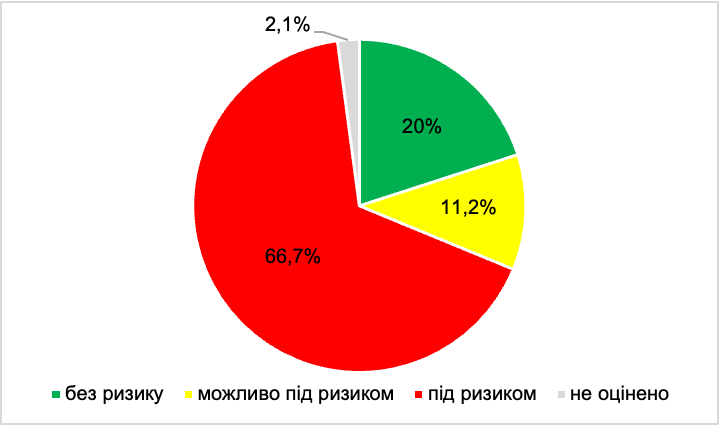 2,1%
20%
11,2%
66,7%
без ризику можливо під ризиком під ризиком не оцінено